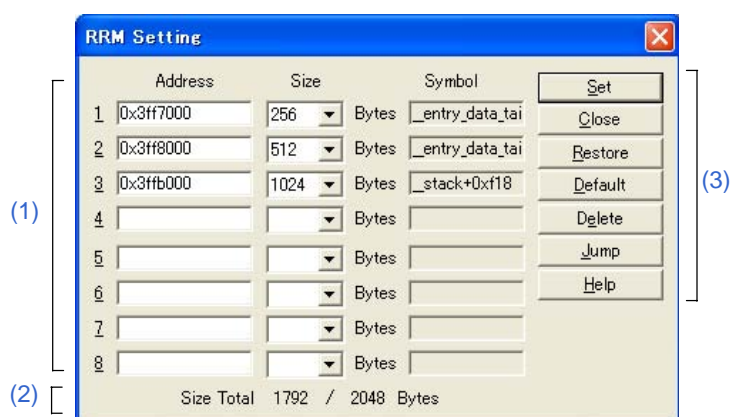 RRM Setting
Address Size Symbol
1 0x3ff7000 256 Bytes _entry_data_tai Set
Close
2 0x3ff8000 512 Bytes _entry_data_tai Restore
3 0x3ffb000 1024 Bytes _stack+0xf18 Default
4 Bytes Delete
5 Bytes Jump
6 Bytes Help
7 Bytes
8 Bytes
Size Total 1792 / 2048 Bytes
(1)
(2)
(3)